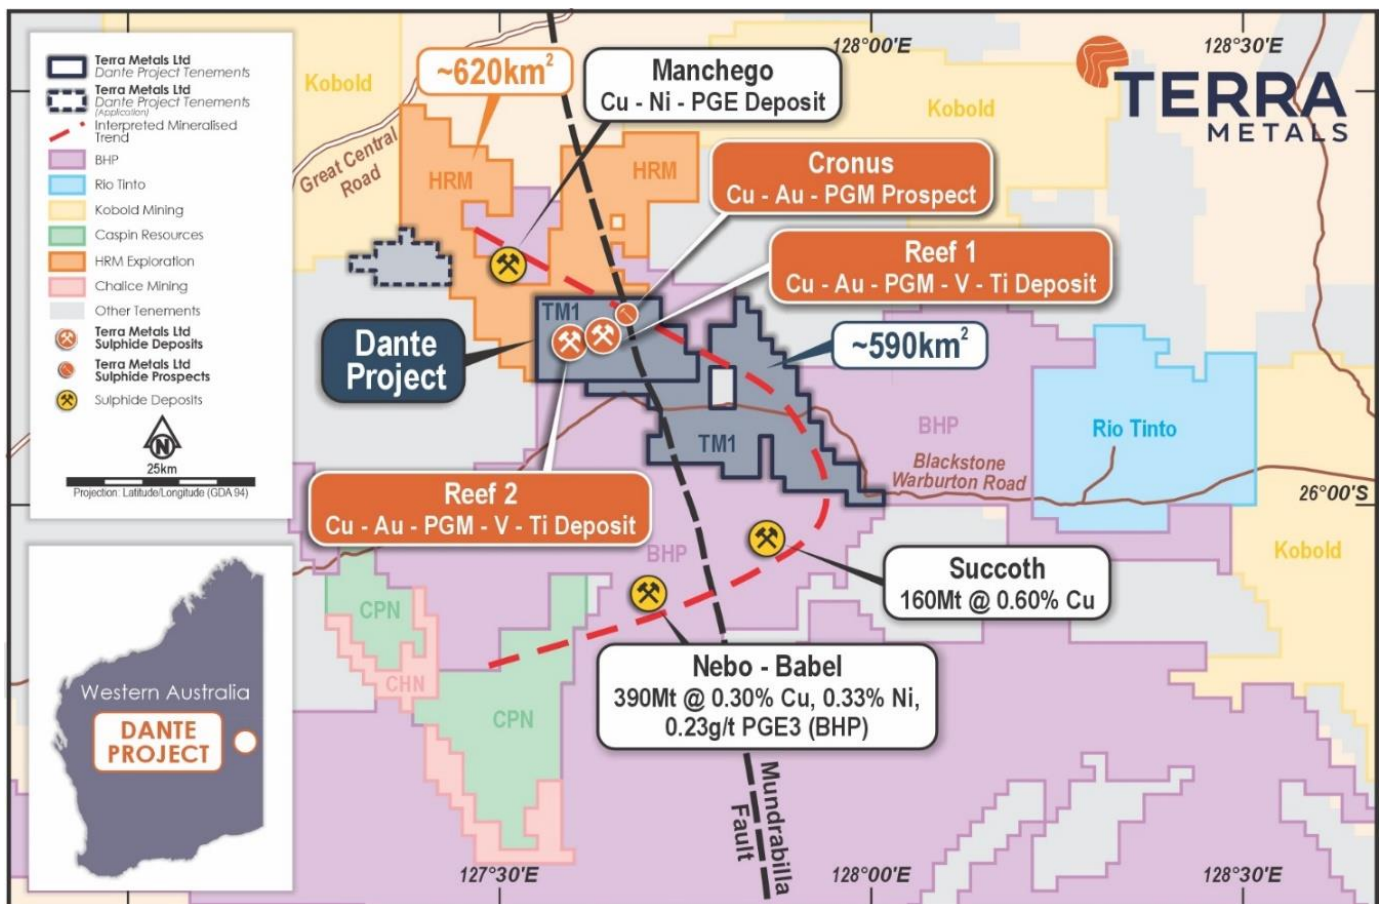 128°00'E
128°30'E
TERRA
METALS
Terra Metals Ltd
Dante Project Tenements
Terra Metals Ltd
Dante Project Tenements
(Application)
Interpreted Mineralised
Trend
BHP
Rio Tinto
Kobold Mining
Caspin Resources
HRM Exploration
Chalice Mining
Other Tenements
Terra Metals Ltd
Sulphide Deposits
Terra Metals Ltd
Sulphide Prospects
Sulphide Deposits
N
25km
Projection: Latitude/Longitude (GDA 94)
Kobold
~620km²
Manchego
Cu - Ni - PGE Deposit
Kobold
Great Central
Road
HRM
HRM
Cronus
Cu - Au - PGM Prospect
Reef 1
Cu - Au - PGM - V - Ti Deposit
TM1
Dante
Project
~590km²
BHP
Rio Tinto
TM1
Blackstone
Warburton Road
26°00'S
Reef 2
Cu - Au - PGM - V - Ti Deposit
BHP
Kobold
Succoth
160Mt @ 0.60% Cu
CPN
CHN
CPN
Nebo - Babel
390Mt @ 0.30% Cu, 0.33% Ni,
0.23g/t PGE3 (BHP)
Mundrabilla
Fault
Western Australia
DANTE
PROJECT
127°30'E
128°00'E
128°30'E